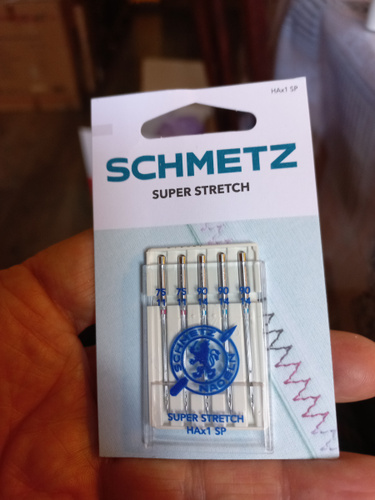 HAx1 SP
SCHMETZ
SUPER STRETCH
75 75 90 90 90
SCHMETZ
NADELN
SUPER STRETCH
HAx1 SP